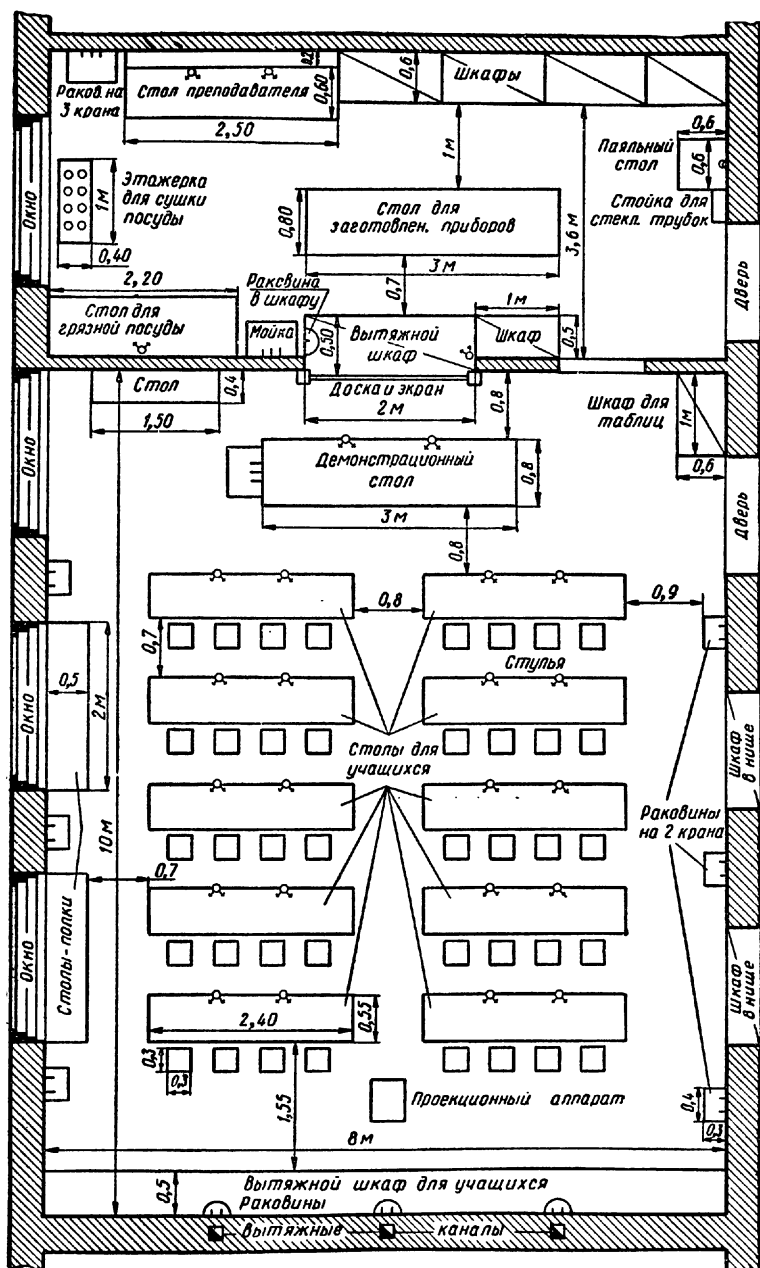 0,2
Раков. на
3 крана
Стол преподавателя
0,60
2,50
0,6
Шкафы
0,6
Паяльный
стол
0,6
Стойка для
стекл. трубок
1м
3,6 м
Окно
Этажерка
для сушки
посуды
1м
0,40
0,80
Стол для
заготовлен. приборов
3 м
0,7
Дверь
2,20
Стол для
грязной посуды
Раковина
в шкафу
Мойка
0,50
Вытяжной
шкаф
1м
Шкаф
0,5
Стол
0,4
1,50
Доска и экран
2 м
0,8
Шкаф для
таблиц
1м
0,6
Окно
Демонстрационный
стол
0,8
3м
0,8
Дверь
0,8
0,9
0,7
Стулья
Окно
0,5
2м
Столы для
учащихся
Шкаф
в нише
10 м
Раковины
на 2 крана
0,7
Окно
Столы-полки
Шкаф
в нише
2,40
0,55
0,3
0,3
1,55
Проекционный аппарат
0,4
0,3
8м
0,5
Вытяжной шкаф для учащихся
Раковины
вытяжные каналы